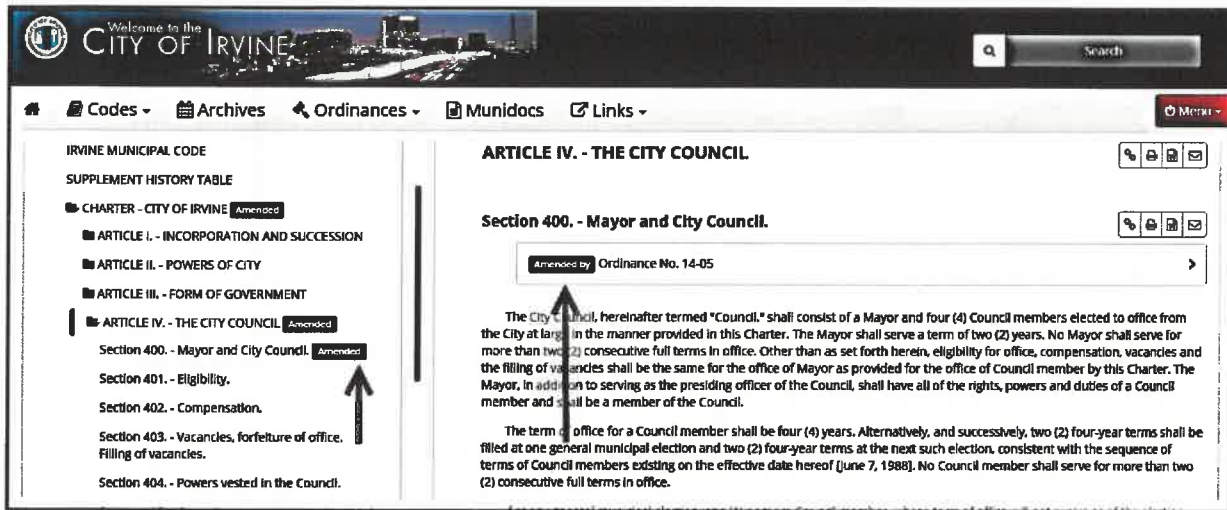 Welcome to the
CITY OF IRVINE
Search
Codes
Archives
Ordinances
Munidocs
Links
Menu
IRVINE MUNICIPAL CODE
SUPPLEMENT HISTORY TABLE
CHARTER - CITY OF IRVINE Amended
ARTICLE I. - INCORPORATION AND SUCCESSION
ARTICLE II. - POWERS OF CITY
ARTICLE III. - FORM OF GOVERNMENT
ARTICLE IV. - THE CITY COUNCIL Amended
Section 400. - Mayor and City Council. Amended
Section 401. - Eligibility.
Section 402. - Compensation.
Section 403. - Vacancies, forfeiture of office.
Filling of vacancies.
Section 404. - Powers vested in the Council.
ARTICLE IV. - THE CITY COUNCIL
Section 400. - Mayor and City Council.
Amended by Ordinance No. 14-05
The City Council, hereinafter termed "Council," shall consist of a Mayor and four (4) Council members elected to office from
the City at large in the manner provided in this Charter. The Mayor shall serve a term of two (2) years. No Mayor shall serve for
more than two (2) consecutive full terms in office. Other than as set forth herein, eligibility for office, compensation, vacancies and
the filling of vacancies shall be the same for the office of Mayor as provided for the office of Council member by this Charter. The
Mayor, in addition to serving as the presiding officer of the Council, shall have all of the rights, powers and duties of a Council
member and shall be a member of the Council.
The term of office for a Council member shall be four (4) years. Alternatively, and successively, two (2) four-year terms shall be
filled at one general municipal election and two (2) four-year terms at the next such election, consistent with the sequence of
terms of Council members existing on the effective date hereof [June 7, 1988]. No Council member shall serve for more than two
(2) consecutive full terms in office.